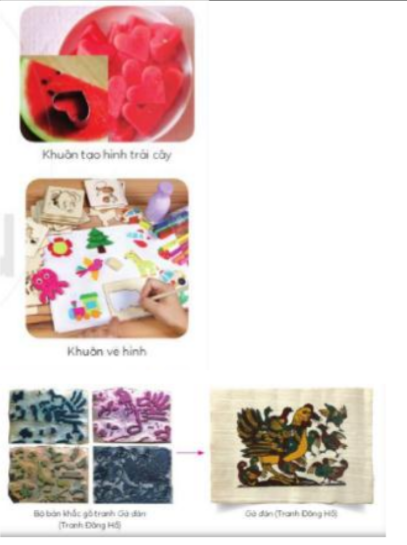 Khuôn tạo hình trái cây
Khuôn vẽ hình
Bộ bản khắc gỗ tranh Gà đàn
(Tranh Đông Hồ)
Gà đàn (Tranh Đông Hồ)